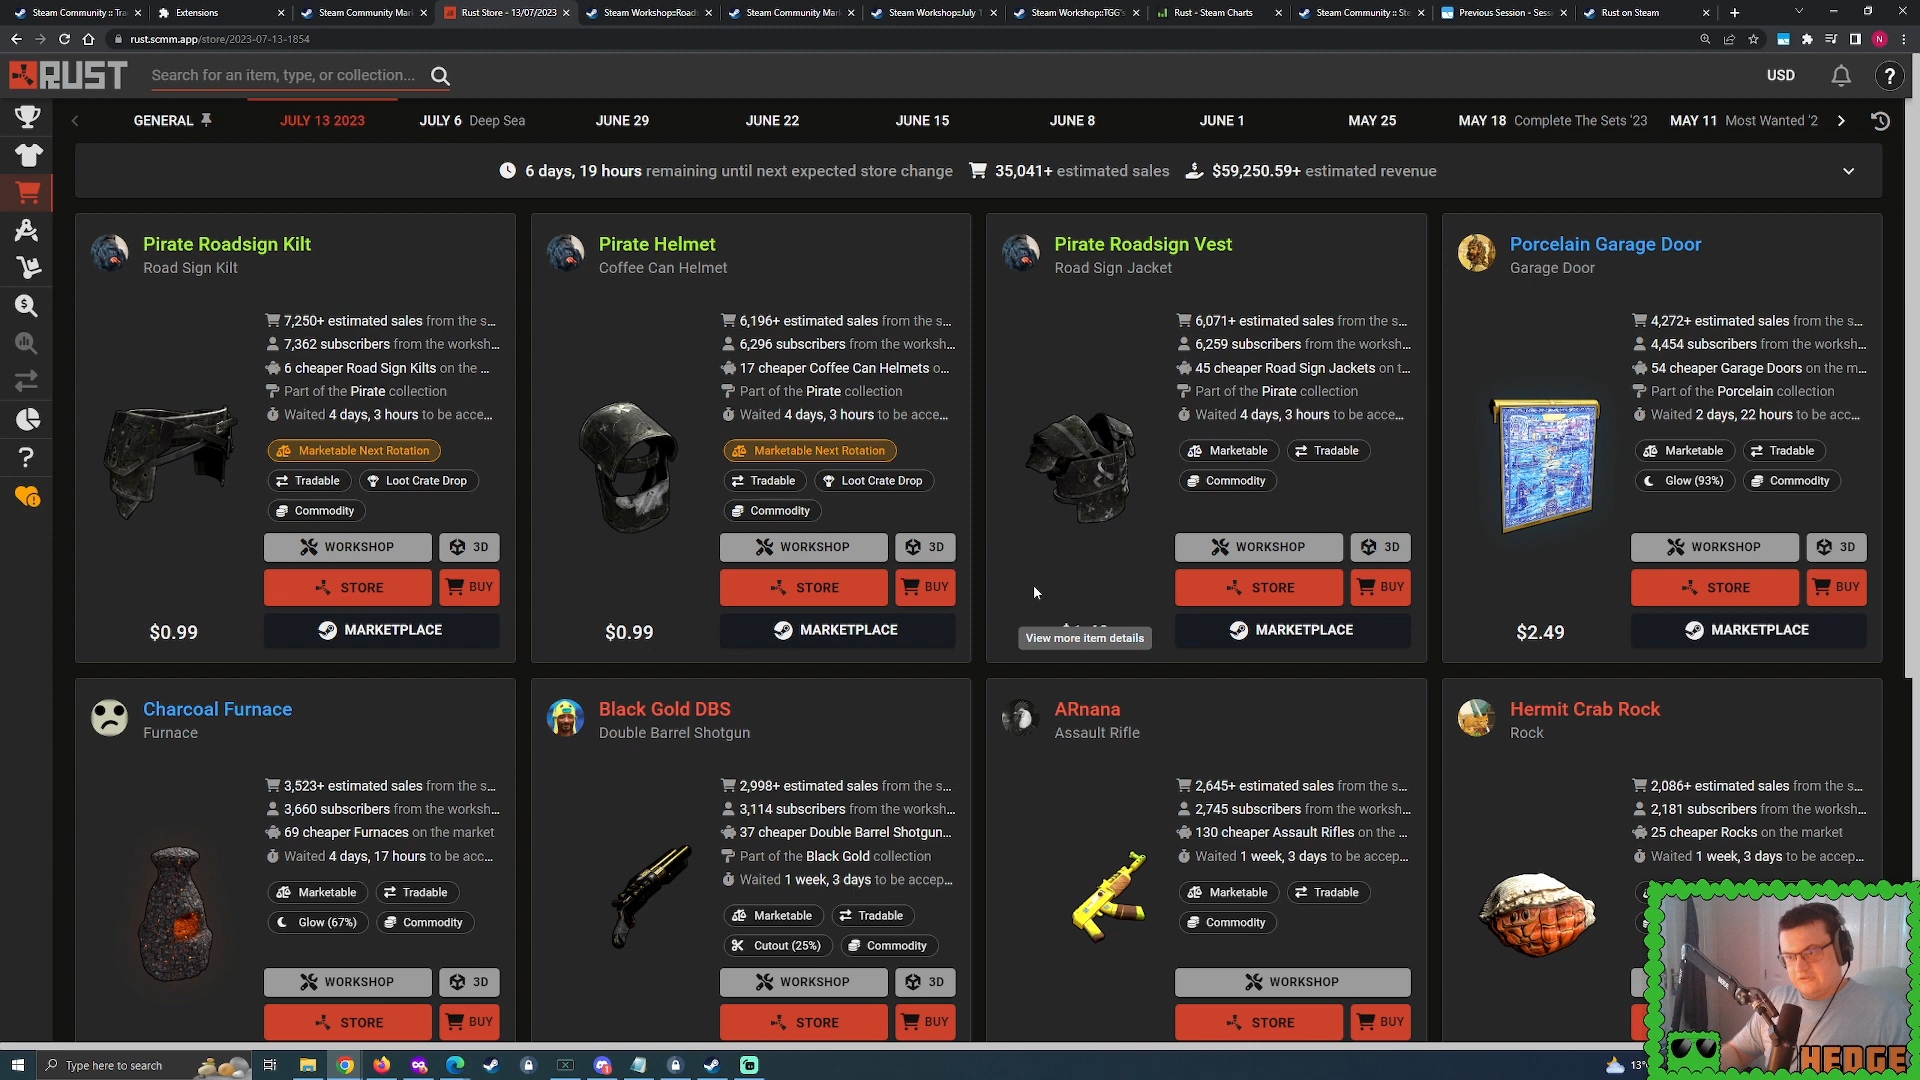 Steam Community :: Tra
Extensions
Steam Community Mar
Rust Store - 13/07/2023
Steam Workshop::Road
Steam Community Mar
Steam Workshop::July 1
Steam Workshop::TGG's
Rust - Steam Charts
Steam Community :: Ste
Previous Session - Sess
Rust on Steam
rust.scmm.app/store/2023-07-13-1854
N
RUST
Search for an item, type, or collection...
USD
?
GENERAL
JULY 13 2023
JULY 6 Deep Sea
JUNE 29
JUNE 22
JUNE 15
JUNE 8
JUNE 1
MAY 25
MAY 18 Complete The Sets '23
MAY 11 Most Wanted '2
6 days, 19 hours remaining until next expected store change 35,041+ estimated sales $59,250.59+ estimated revenue
Pirate Roadsign Kilt
Road Sign Kilt
7,250+ estimated sales from the s...
7,362 subscribers from the worksh...
6 cheaper Road Sign Kilts on the ...
Part of the Pirate collection
Waited 4 days, 3 hours to be acce...
Marketable Next Rotation
Tradable Loot Crate Drop
Commodity
WORKSHOP 3D
STORE BUY
$0.99 MARKETPLACE
Pirate Helmet
Coffee Can Helmet
6,196+ estimated sales from the s...
6,296 subscribers from the worksh...
17 cheaper Coffee Can Helmets o...
Part of the Pirate collection
Waited 4 days, 3 hours to be acce...
Marketable Next Rotation
Tradable Loot Crate Drop
Commodity
WORKSHOP 3D
STORE BUY
$0.99 MARKETPLACE
Pirate Roadsign Vest
Road Sign Jacket
6,071+ estimated sales from the s...
6,259 subscribers from the worksh...
45 cheaper Road Sign Jackets on t...
Part of the Pirate collection
Waited 4 days, 3 hours to be acce...
Marketable Tradable
Commodity
WORKSHOP 3D
STORE BUY
MARKETPLACE
View more item details
Porcelain Garage Door
Garage Door
4,272+ estimated sales from the s...
4,454 subscribers from the worksh...
54 cheaper Garage Doors on the m...
Part of the Porcelain collection
Waited 2 days, 22 hours to be acc...
Marketable Tradable
Glow (93%) Commodity
WORKSHOP 3D
STORE BUY
$2.49 MARKETPLACE
Charcoal Furnace
Furnace
3,523+ estimated sales from the s...
3,660 subscribers from the worksh...
69 cheaper Furnaces on the market
Waited 4 days, 17 hours to be acc...
Marketable Tradable
Glow (67%) Commodity
WORKSHOP 3D
STORE BUY
Black Gold DBS
Double Barrel Shotgun
2,998+ estimated sales from the s...
3,114 subscribers from the worksh...
37 cheaper Double Barrel Shotgun...
Part of the Black Gold collection
Waited 1 week, 3 days to be accep...
Marketable Tradable
Cutout (25%) Commodity
WORKSHOP 3D
STORE BUY
ARnana
Assault Rifle
2,645+ estimated sales from the s...
2,745 subscribers from the worksh...
130 cheaper Assault Rifles on the ...
Waited 1 week, 3 days to be accep...
Marketable Tradable
Commodity
WORKSHOP
STORE BUY
Hermit Crab Rock
Rock
2,086+ estimated sales from the s...
2,181 subscribers from the worksh...
25 cheaper Rocks on the market
Waited 1 week, 3 days to be accep...
Type here to search
13°
HEDGE